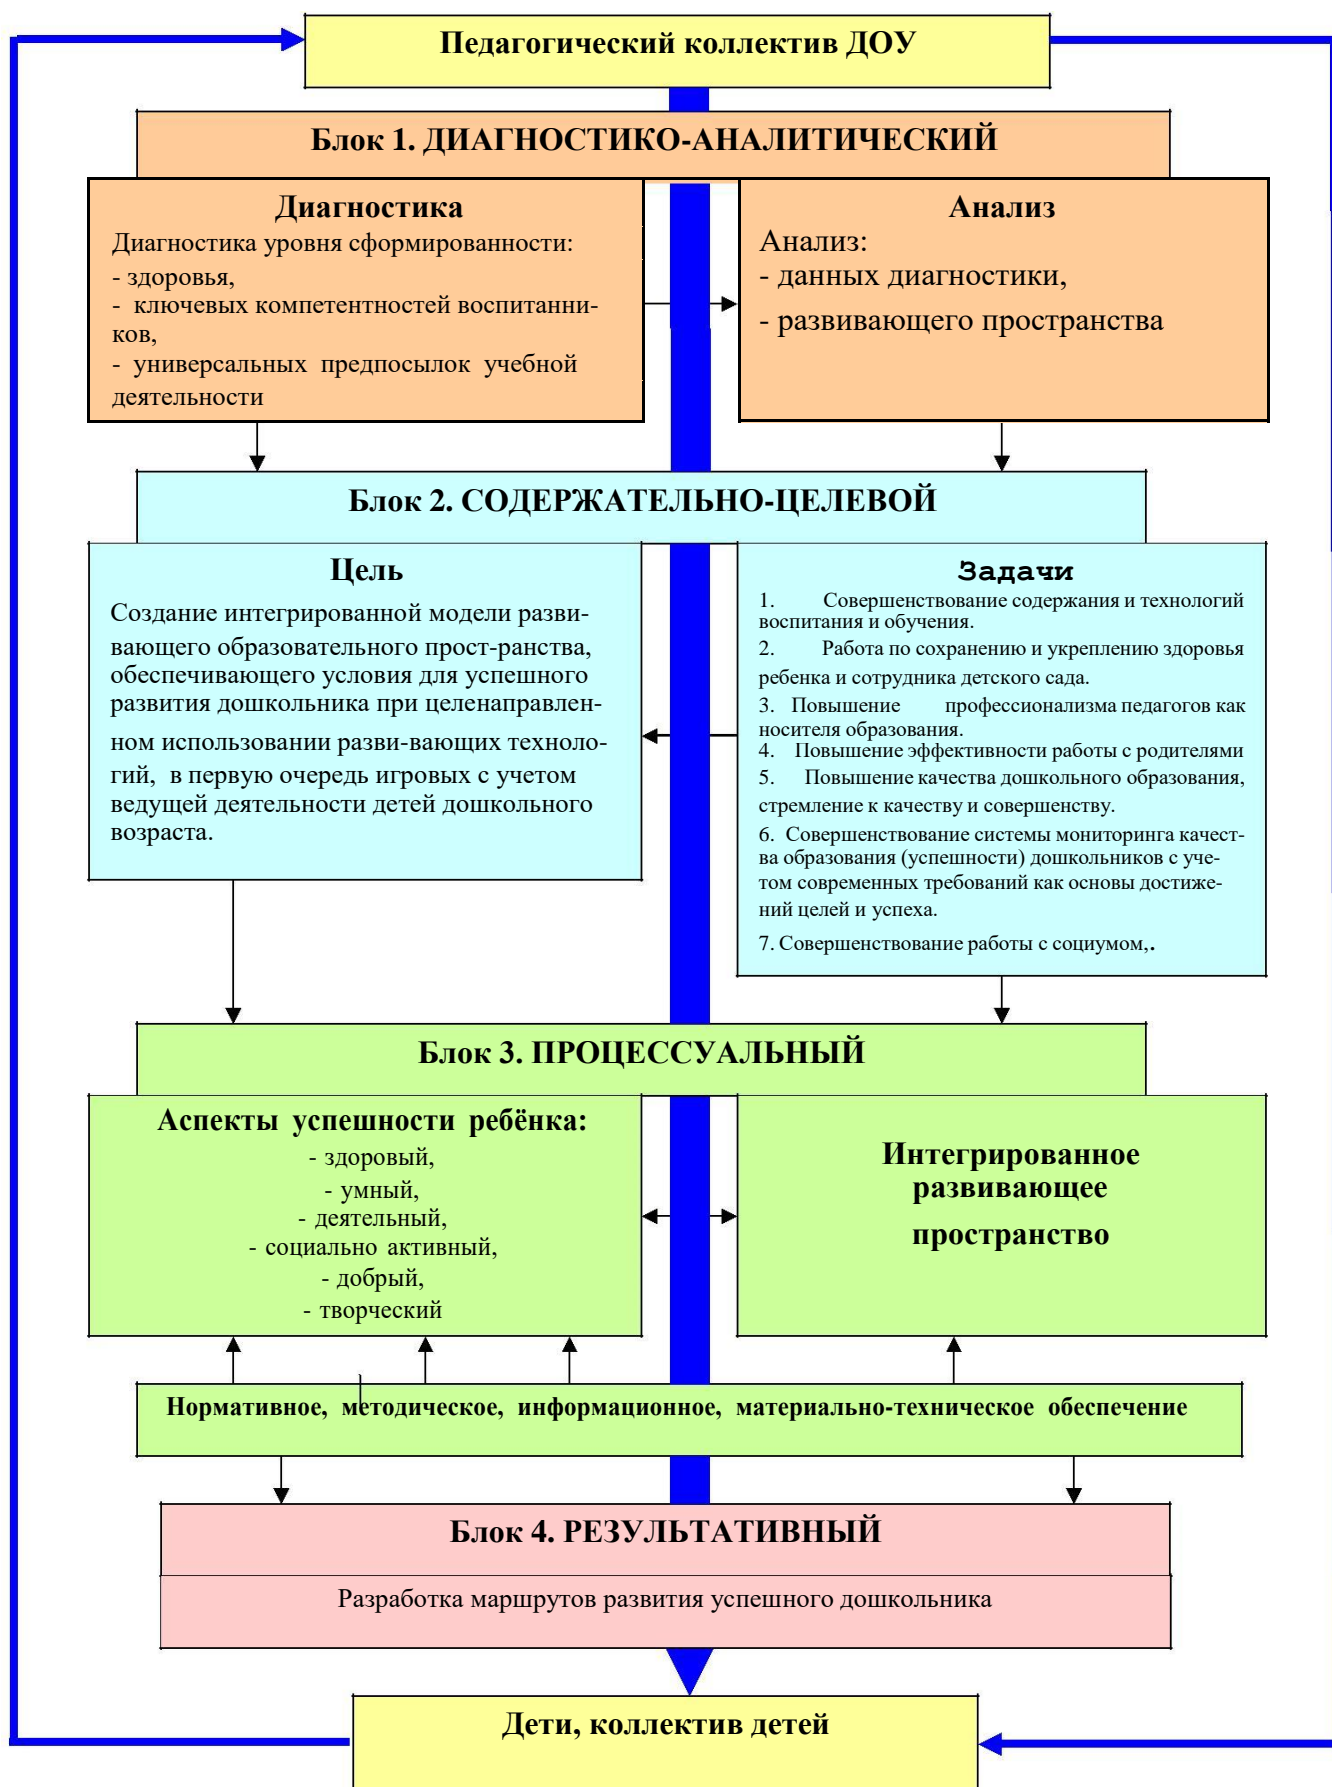 Педагогический коллектив ДОУ
Блок 1. ДИАГНОСТИКО-АНАЛИТИЧЕСКИЙ
Диагностика
Диагностика уровня сформированности:
- здоровья,
- ключевых компетентностей воспитанни-
ков,
- универсальных предпосылок учебной
деятельности
Анализ
Анализ:
- данных диагностики,
- развивающего пространства
Блок 2. СОДЕРЖАТЕЛЬНО-ЦЕЛЕВОЙ
Цель
Создание интегрированной модели разви-
вающего образовательного прост-ранства,
обеспечивающего условия для успешного
развития дошкольника при целенаправлен-
ном использовании разви-вающих техноло-
гий, в первую очередь игровых с учетом
ведущей деятельности детей дошкольного
возраста.
Задачи
1. Совершенствование содержания и технологий
воспитания и обучения.
2. Работа по сохранению и укреплению здоровья
ребенка и сотрудника детского сада.
3. Повышение профессионализма педагогов как
носителя образования.
4. Повышение эффективности работы с родителями
5. Повышение качества дошкольного образования,
стремление к качеству и совершенству.
6. Совершенствование системы мониторинга качест-
ва образования (успешности) дошкольников с уче-
том современных требований как основы достиже-
ний целей и успеха.
7. Совершенствование работы с социумом,.
Блок 3. ПРОЦЕССУАЛЬНЫЙ
Аспекты успешности ребёнка:
- здоровый,
- умный,
- деятельный,
- социально активный,
- добрый,
- творческий
Интегрированное
развивающее
пространство
Нормативное, методическое, информационное, материально-техническое обеспечение
Блок 4. РЕЗУЛЬТАТИВНЫЙ
Разработка маршрутов развития успешного дошкольника
Дети, коллектив детей